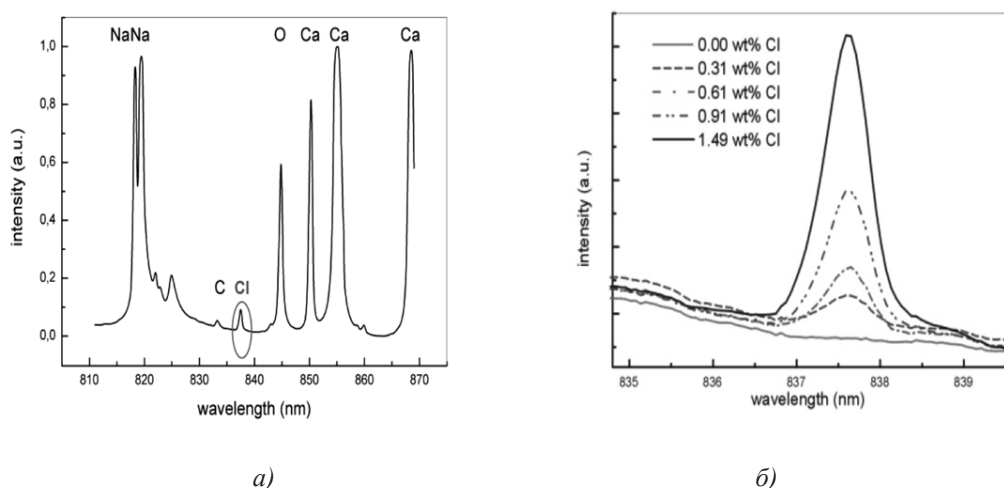 NaNa
O
Ca
Ca
Ca
C
Cl
1,0
0,8
0,6
0,4
0,2
0,0
intensity (a.u.)
810
820
830
840
850
860
870
wavelength (nm)
а)
0.00 wt% Cl
0.31 wt% Cl
0.61 wt% Cl
0.91 wt% Cl
1.49 wt% Cl
intensity (a.u.)
835
836
837
838
839
wavelength (nm)
б)